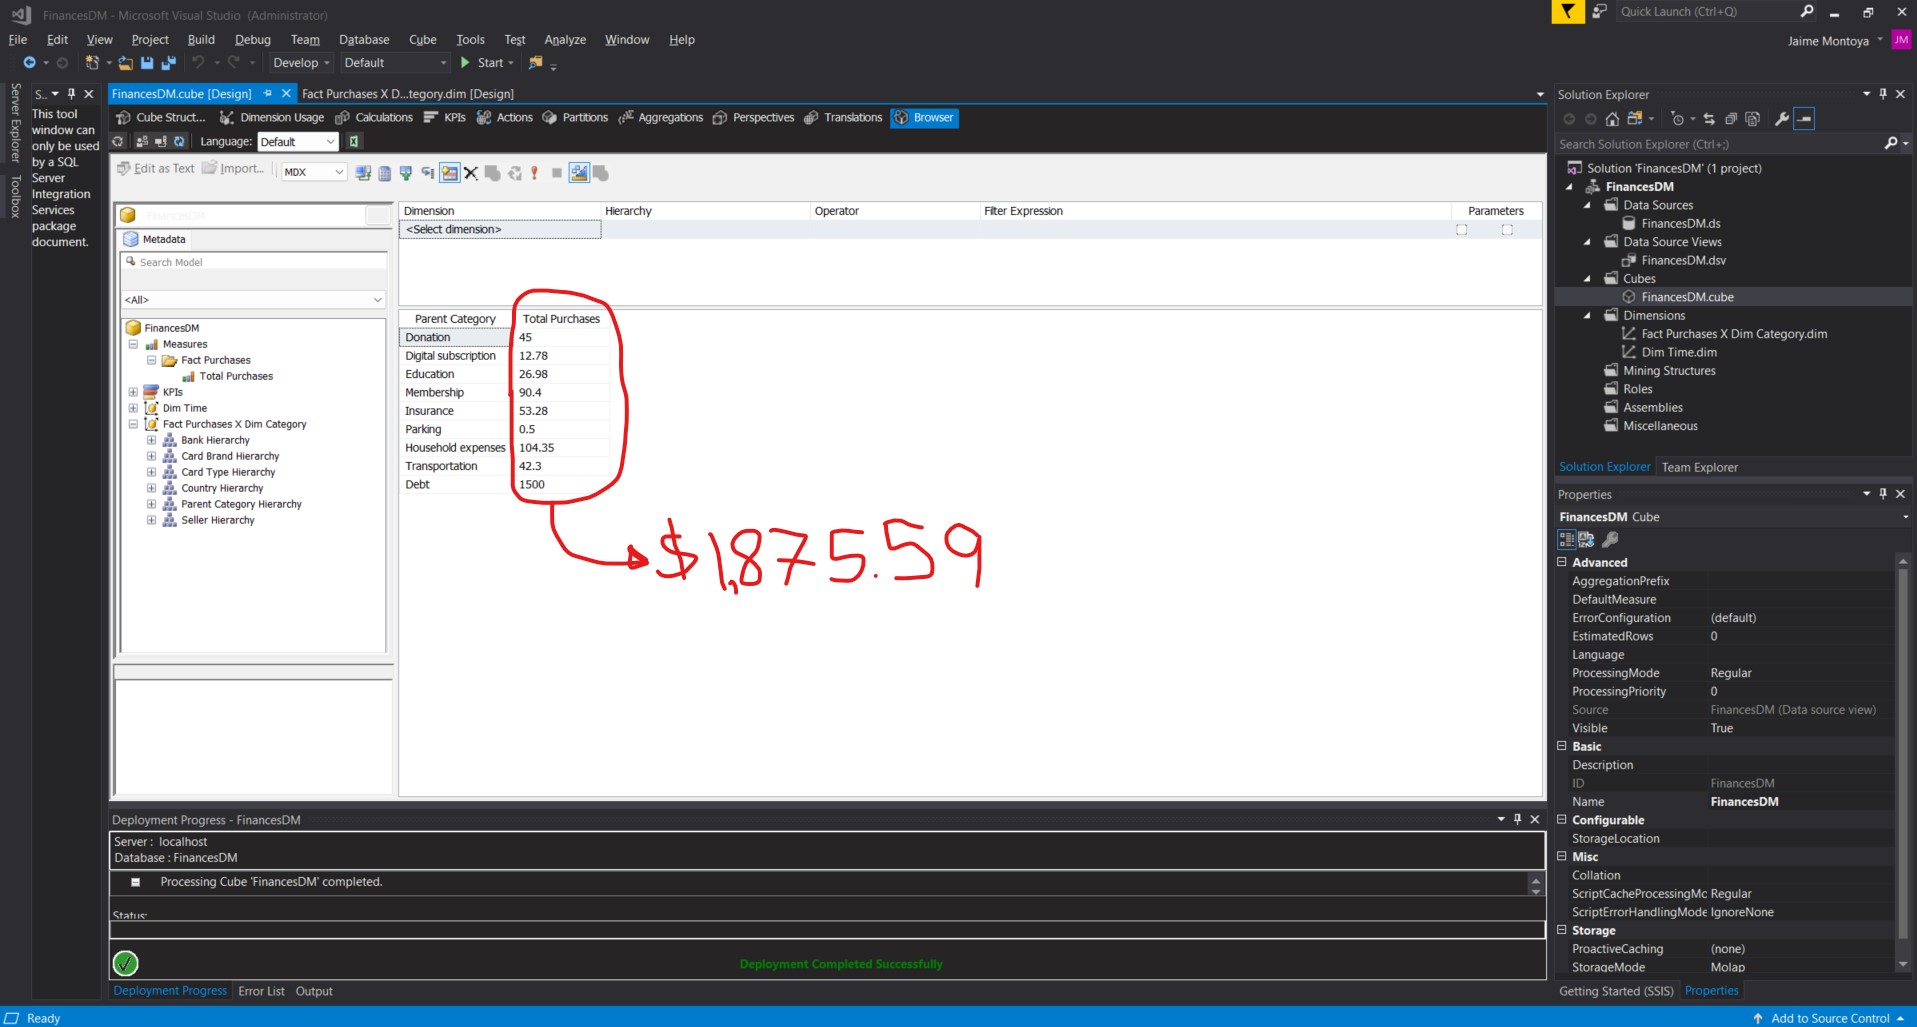 FinancesDM - Microsoft Visual Studio (Administrator)
Quick Launch (Ctrl+Q)
File Edit View Project Build Debug Team Database Cube Tools Test Analyze Window Help
Jaime Montoya JM
Develop Default Start
Server Explorer
Toolbox
S..
This tool
window can
only be used
by a SQL
Server
Integration
Services
package
document.
FinancesDM.cube [Design] Fact Purchases X D...tegory.dim [Design]
Cube Struct... Dimension Usage Calculations KPIs Actions Partitions Aggregations Perspectives Translations Browser
Language: Default
Edit as Text Import... MDX
FinancesDM
Metadata
Search Model
<All>
FinancesDM
Measures
Fact Purchases
Total Purchases
KPIs
Dim Time
Fact Purchases X Dim Category
Bank Hierarchy
Card Brand Hierarchy
Card Type Hierarchy
Country Hierarchy
Parent Category Hierarchy
Seller Hierarchy
Dimension Hierarchy Operator Filter Expression Parameters
<Select dimension>
Parent Category Total Purchases
Donation 45
Digital subscription 12.78
Education 26.98
Membership 90.4
Insurance 53.28
Parking 0.5
Household expenses 104.35
Transportation 42.3
Debt 1500
$1,875.59
Deployment Progress - FinancesDM
Server : localhost
Database : FinancesDM
Processing Cube 'FinancesDM' completed.
Status:
Deployment Completed Successfully
Deployment Progress Error List Output
Solution Explorer
Search Solution Explorer (Ctrl+;)
Solution 'FinancesDM' (1 project)
FinancesDM
Data Sources
FinancesDM.ds
Data Source Views
FinancesDM.dsv
Cubes
FinancesDM.cube
Dimensions
Fact Purchases X Dim Category.dim
Dim Time.dim
Mining Structures
Roles
Assemblies
Miscellaneous
Solution Explorer Team Explorer
Properties
FinancesDM Cube
Advanced
AggregationPrefix
DefaultMeasure
ErrorConfiguration (default)
EstimatedRows 0
Language
ProcessingMode Regular
ProcessingPriority 0
Source FinancesDM (Data source view)
Visible True
Basic
Description
ID FinancesDM
Name FinancesDM
Configurable
StorageLocation
Misc
Collation
ScriptCacheProcessingMc Regular
ScriptErrorHandlingMode IgnoreNone
Storage
ProactiveCaching (none)
StorageMode Molap
Getting Started (SSIS) Properties
Ready
Add to Source Control